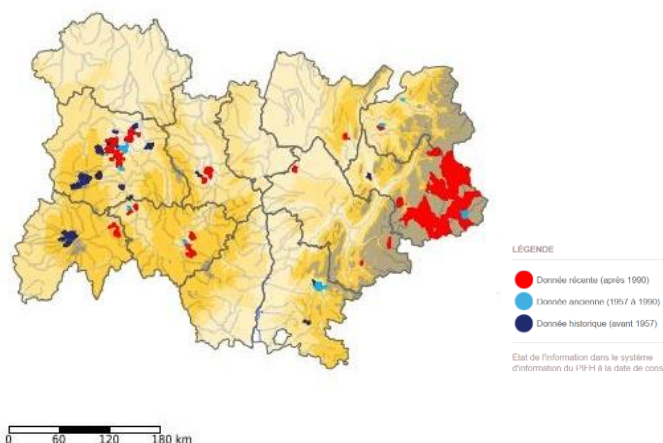 LÉGENDE
Donnée récente (après 1990)
Donnée ancienne (1957 à 1990)
Donnée historique (avant 1957)
État de l'information dans le système
d'information du PIFH à la date de cons
0 60 120 180 km